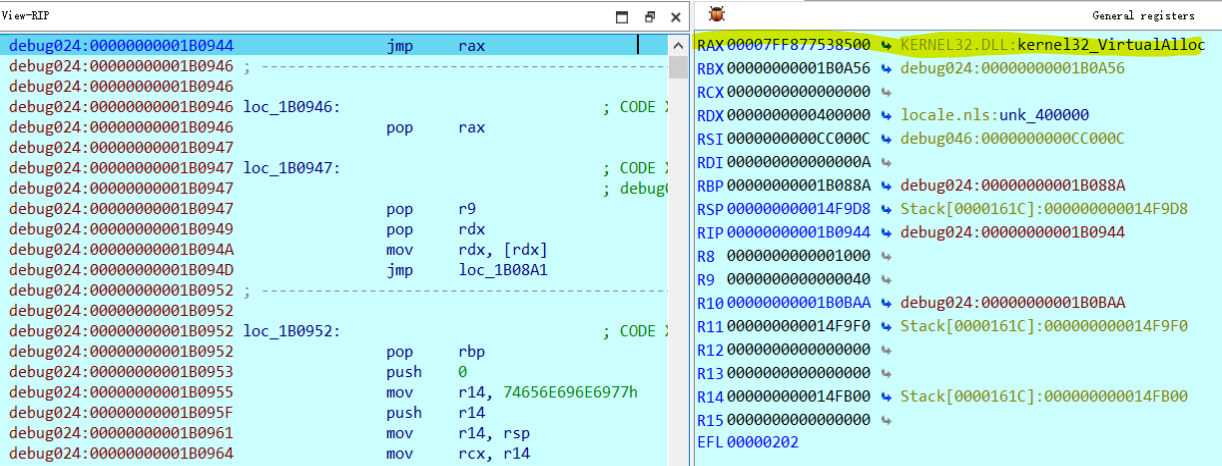 View-RIP
debug024:00000000001B0944 jmp rax
debug024:00000000001B0946 ; ----------------------------------------------------
debug024:00000000001B0946
debug024:00000000001B0946 loc_1B0946: ; CODE
debug024:00000000001B0946 pop rax
debug024:00000000001B0947
debug024:00000000001B0947 loc_1B0947: ; CODE
debug024:00000000001B0947 ; debug0
debug024:00000000001B0947 pop r9
debug024:00000000001B0949 pop rdx
debug024:00000000001B094A mov rdx, [rdx]
debug024:00000000001B094D jmp loc_1B08A1
debug024:00000000001B0952 ; ----------------------------------------------------
debug024:00000000001B0952
debug024:00000000001B0952 loc_1B0952: ; CODE
debug024:00000000001B0952 pop rbp
debug024:00000000001B0953 push 0
debug024:00000000001B0955 mov r14, 74656E696E6977h
debug024:00000000001B095F push r14
debug024:00000000001B0961 mov r14, rsp
debug024:00000000001B0964 mov rcx, r14
General registers
RAX 00007FF877538500 KERNEL32.DLL:kernel32_VirtualAlloc
RBX 00000000001B0A56 debug024:00000000001B0A56
RCX 0000000000000000
RDX 0000000000400000 locale.nls:unk_400000
RSI 0000000000CC000C debug046:0000000000CC000C
RDI 000000000000000A
RBP 00000000001B088A debug024:00000000001B088A
RSP 000000000014F9D8 Stack[0000161C]:000000000014F9D8
RIP 00000000001B0944 debug024:00000000001B0944
R8 0000000000001000
R9 0000000000000040
R10 00000000001B0BAA debug024:00000000001B0BAA
R11 000000000014F9F0 Stack[0000161C]:000000000014F9F0
R12 0000000000000000
R13 0000000000000000
R14 000000000014FB00 Stack[0000161C]:000000000014FB00
R15 0000000000000000
EFL 00000202